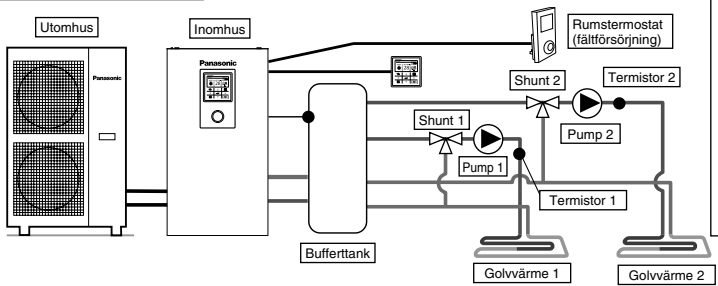 Utomhus
Inomhus
Panasonic
Panasonic
Rumstermostat
(fältförsörjning)
Shunt 2
Termistor 2
Shunt 1
Pump 2
Pump 1
Termistor 1
Bufferttank
Golvvärme 1
Golvvärme 2